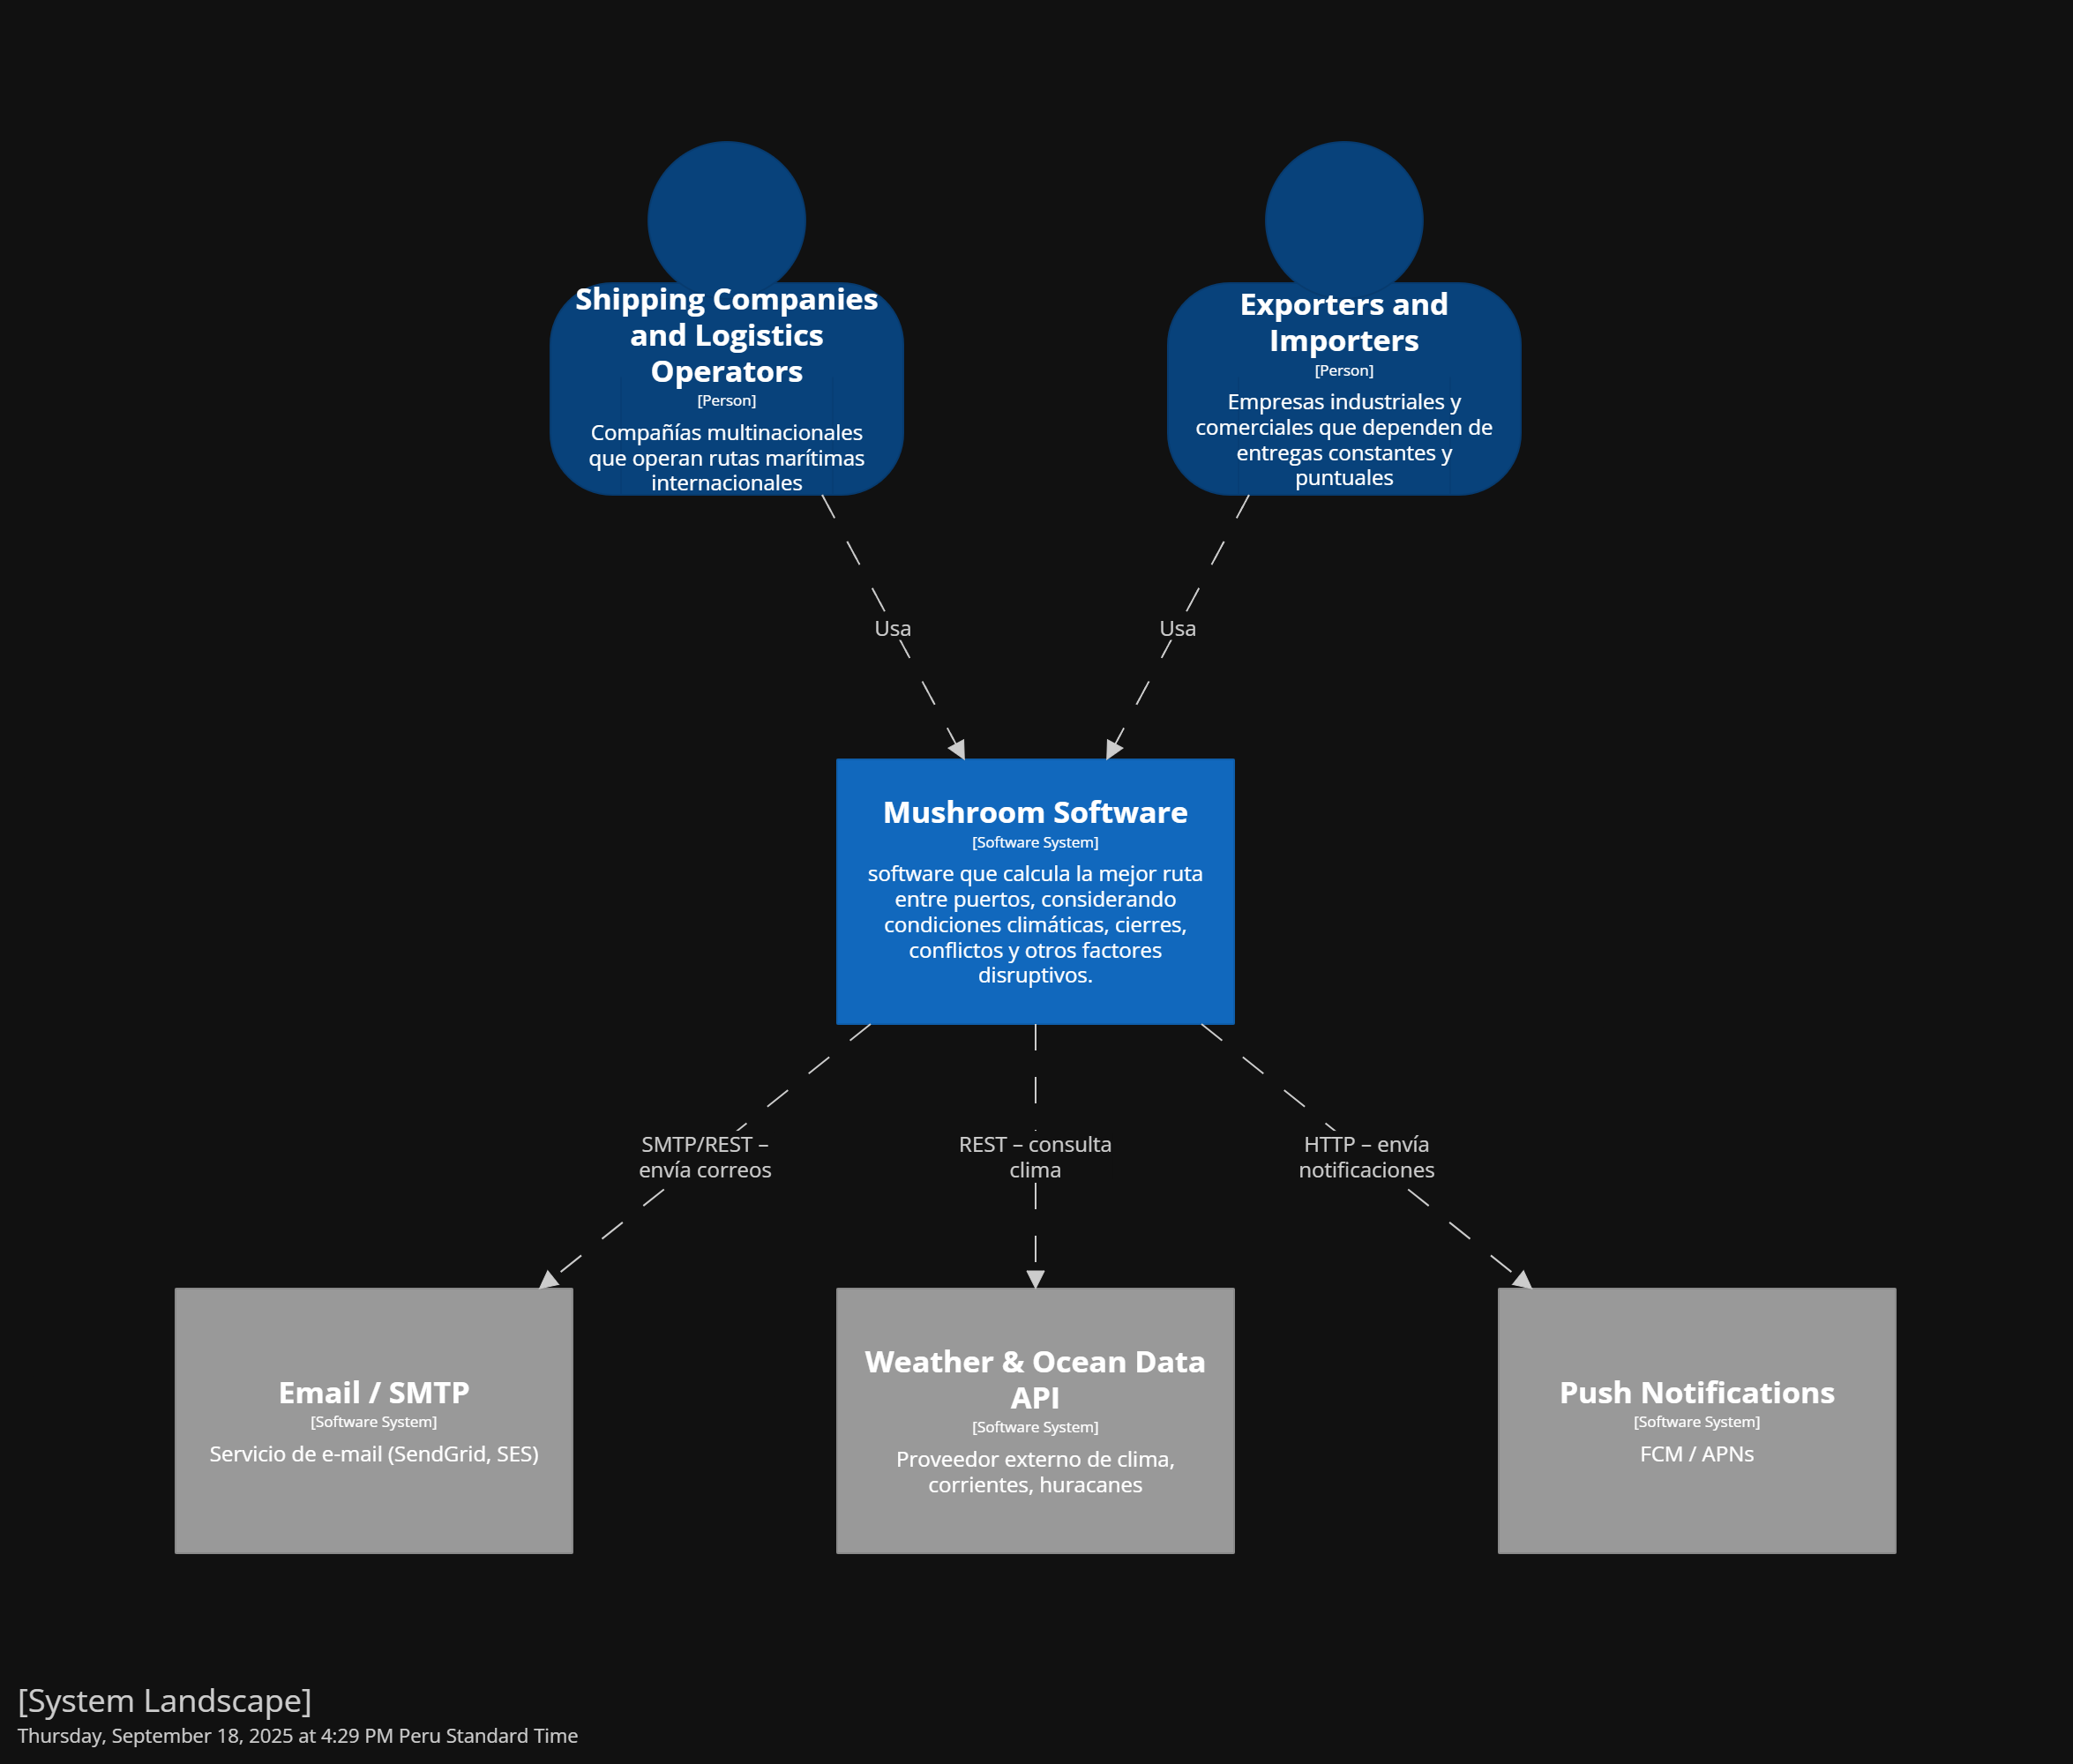 Shipping Companies
and Logistics
Operators
[Person]
Compañías multinacionales
que operan rutas marítimas
internacionales
Exporters and
Importers
[Person]
Empresas industriales y
comerciales que dependen de
entregas constantes y
puntuales
Usa
Usa
Mushroom Software
[Software System]
software que calcula la mejor ruta
entre puertos, considerando
condiciones climáticas, cierres,
conflictos y otros factores
disruptivos.
SMTP/REST –
envía correos
REST – consulta
clima
HTTP – envía
notificaciones
Email / SMTP
[Software System]
Servicio de e-mail (SendGrid, SES)
Weather & Ocean Data
API
[Software System]
Proveedor externo de clima,
corrientes, huracanes
Push Notifications
[Software System]
FCM / APNs
[System Landscape]
Thursday, September 18, 2025 at 4:29 PM Peru Standard Time